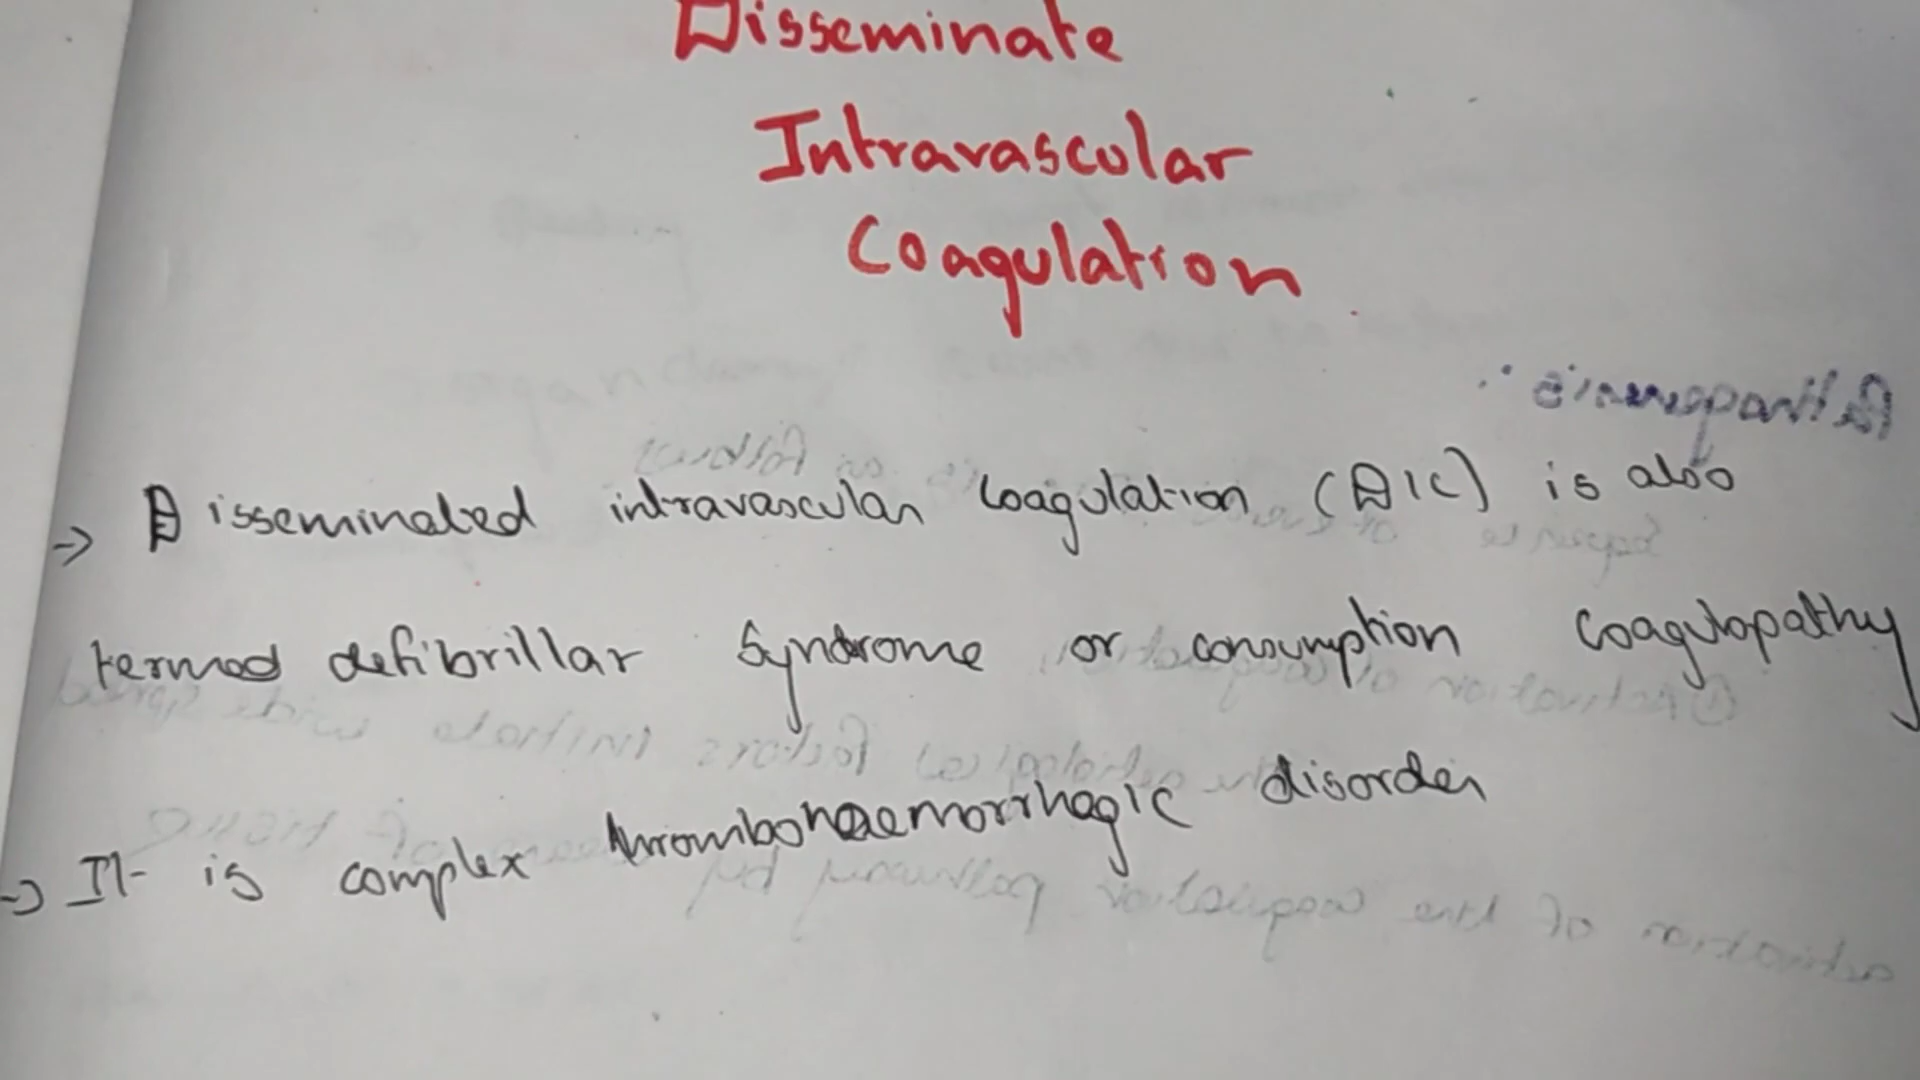 Disseminate
Intravascular
Coagulation
→ Disseminated intravascular coagulation (DIC) is also
termed defibrillar syndrome or consumption coagulopathy
→ It is complex thrombohaemorrhagic disorder